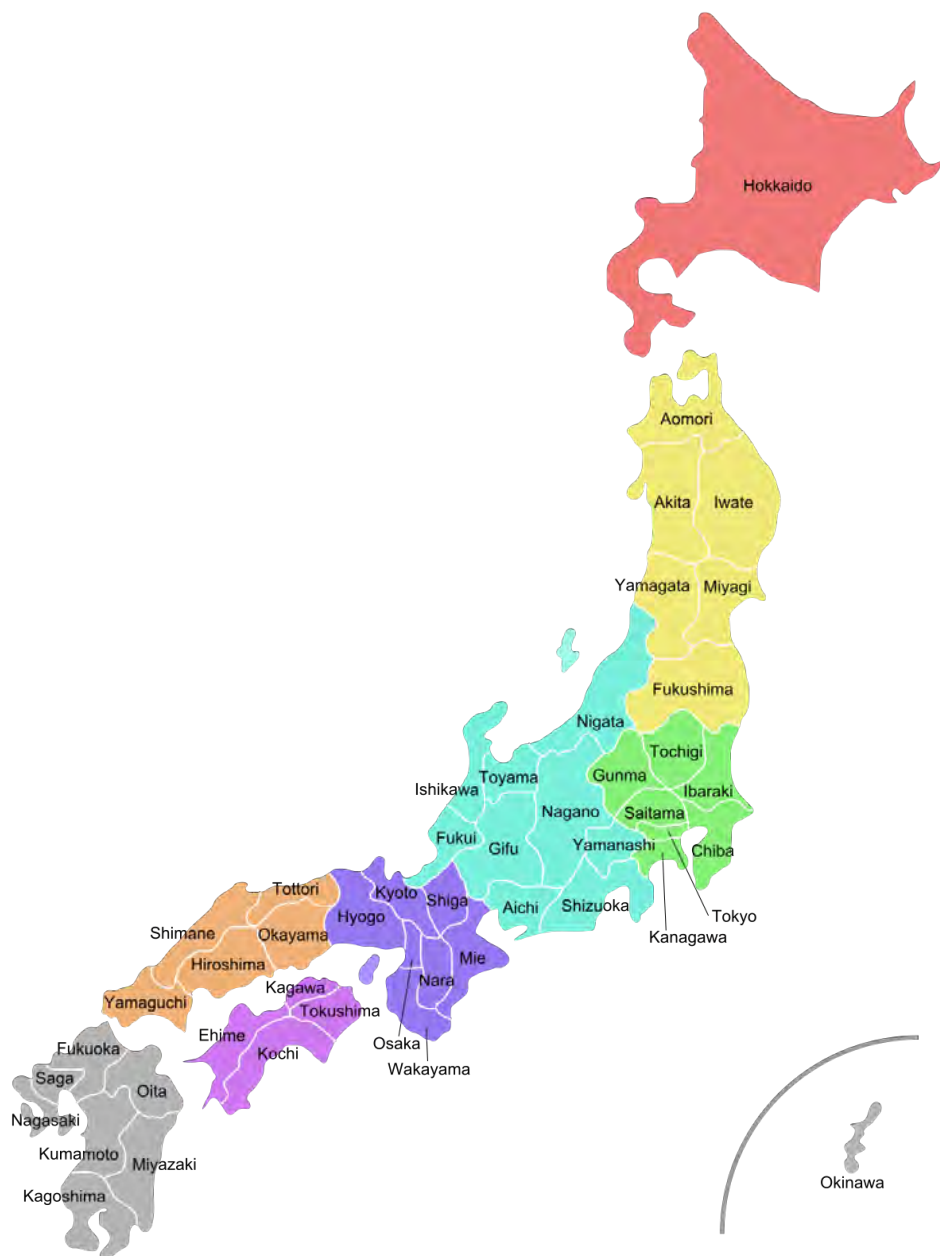 Hokkaido
Aomori
Akita
Iwate
Yamagata
Miyagi
Fukushima
Nigata
Tochigi
Gunma
Ibaraki
Toyama
Ishikawa
Nagano
Saitama
Fukui
Gifu
Yamanashi
Chiba
Tottori
Kyoto
Shiga
Aichi
Shizuoka
Tokyo
Hyogo
Shimane
Okayama
Kanagawa
Hiroshima
Mie
Nara
Kagawa
Yamaguchi
Tokushima
Ehime
Osaka
Kochi
Wakayama
Fukuoka
Saga
Oita
Nagasaki
Kumamoto
Miyazaki
Kagoshima
Okinawa